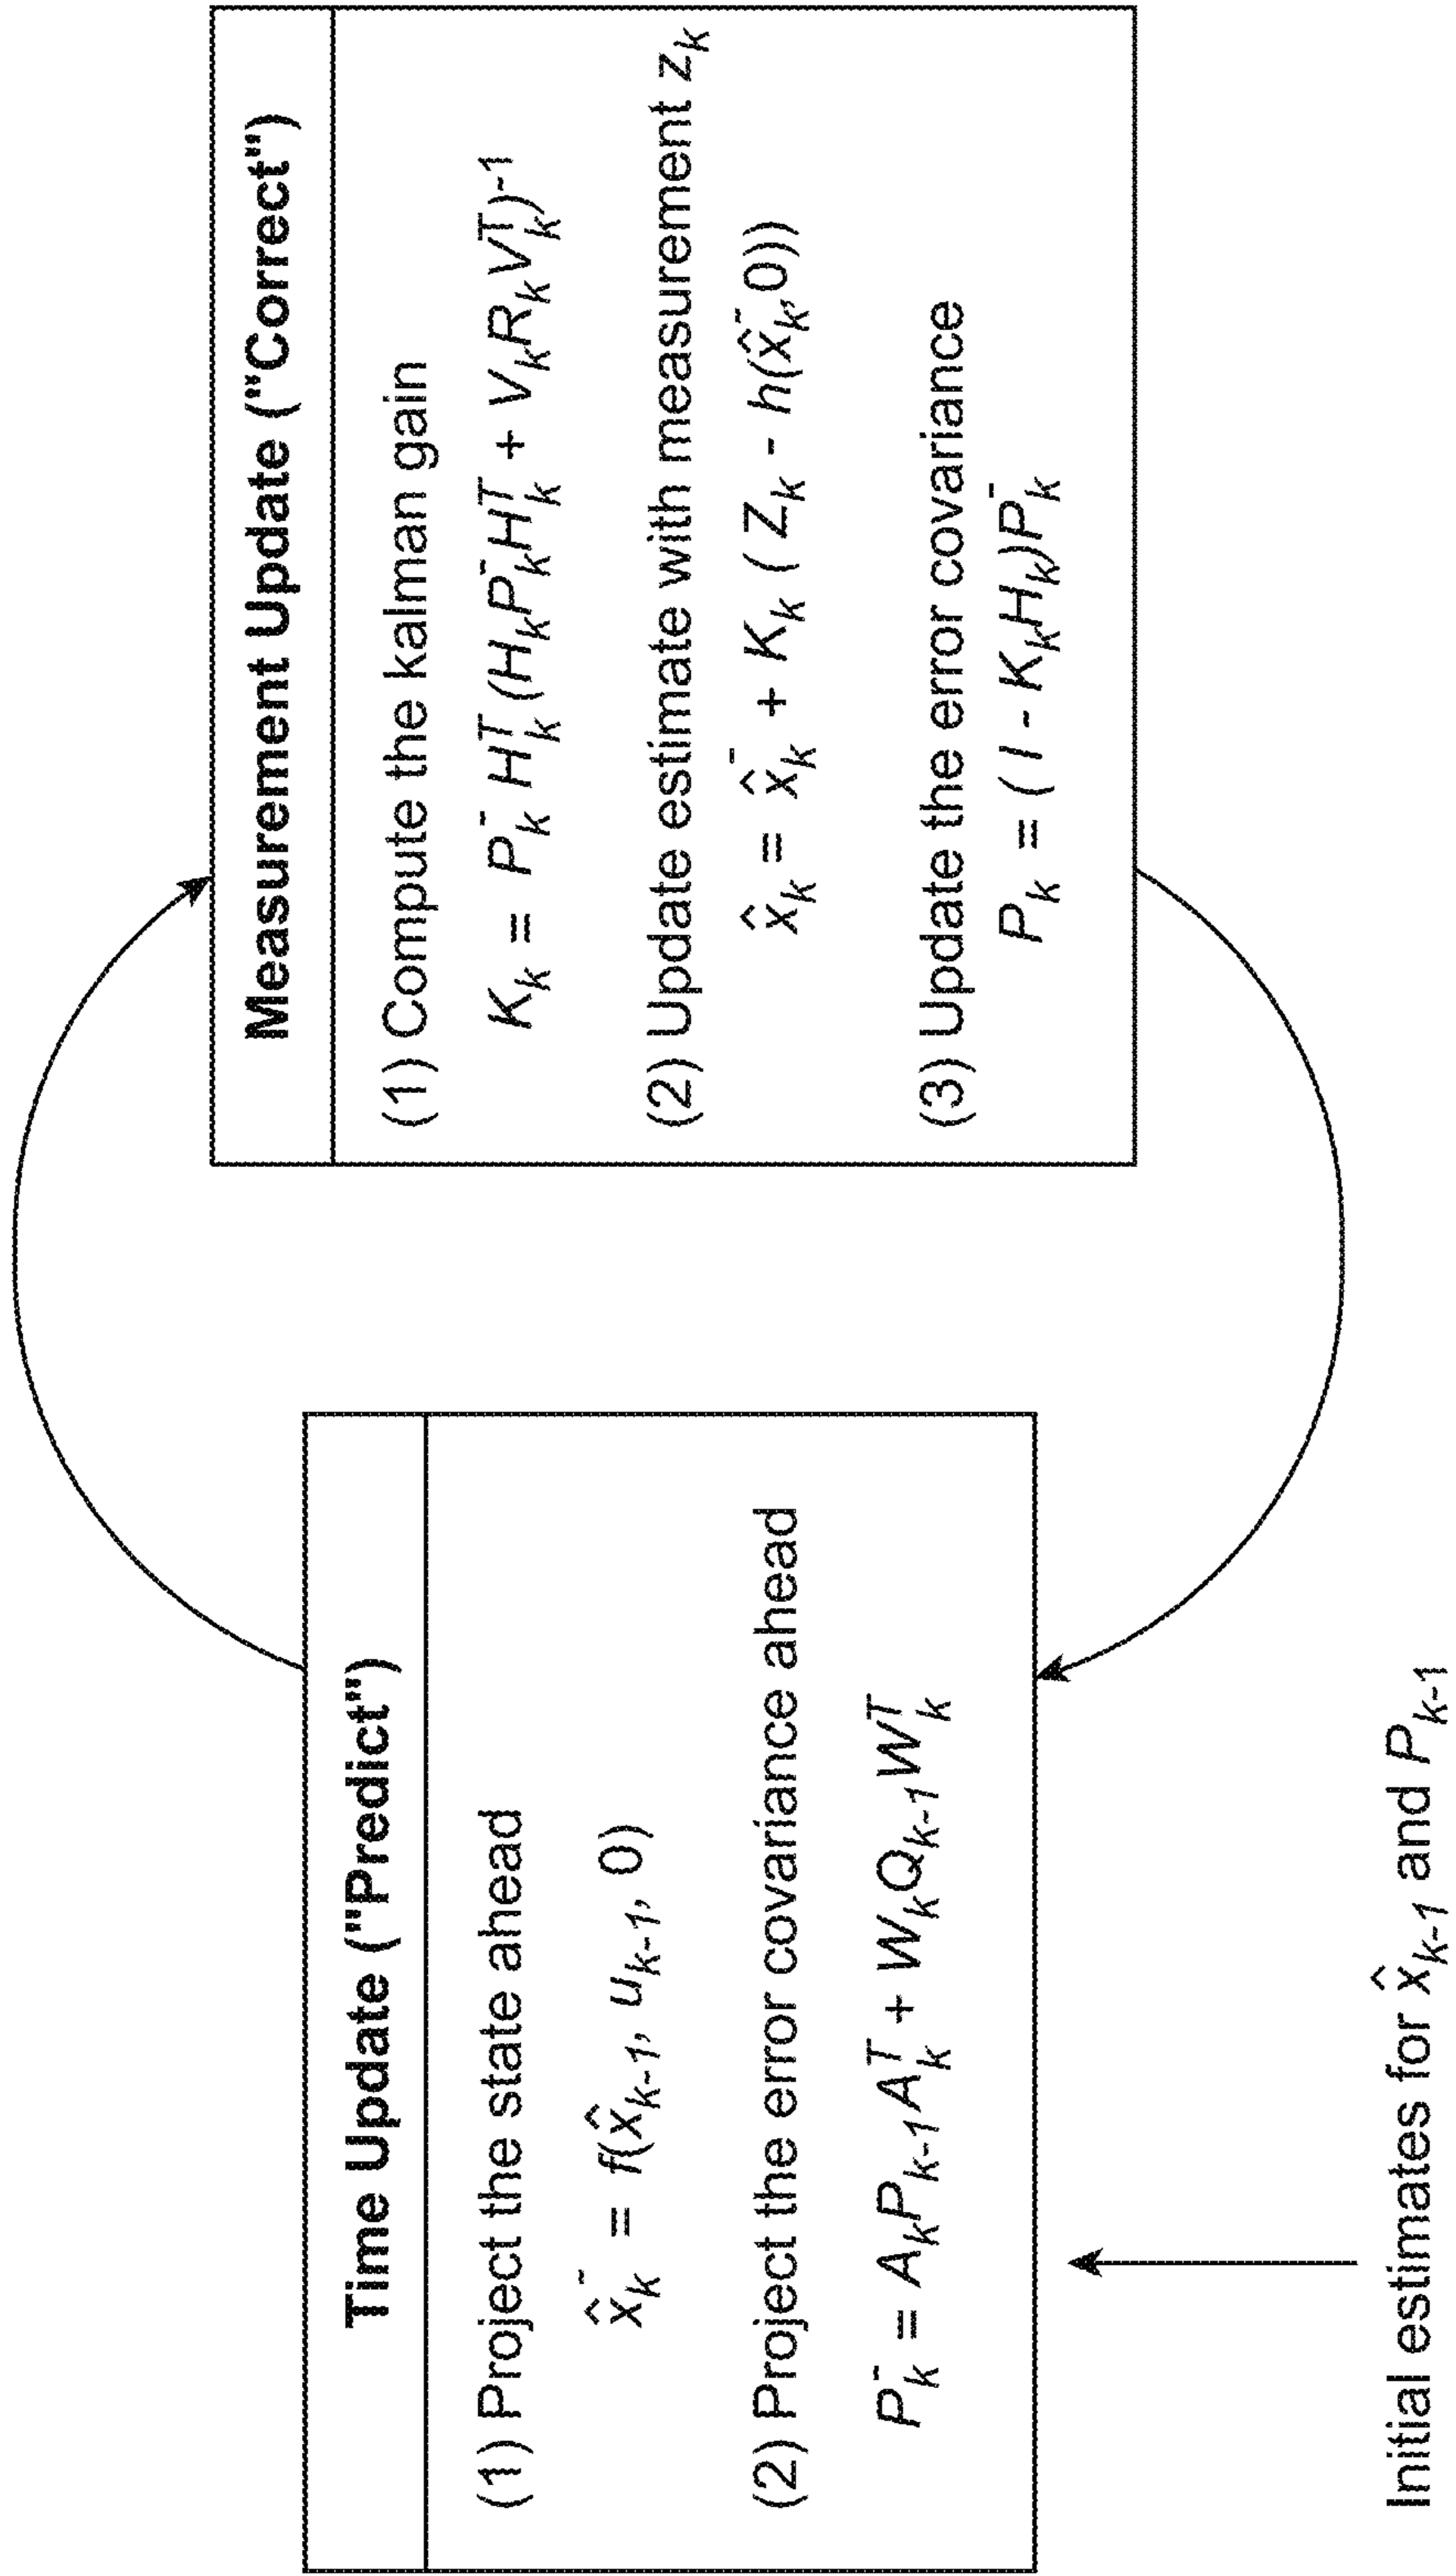 Time Update ("Predict")
(1) Project the state ahead
x̂ₖ⁻ = f(x̂ₖ₋₁, uₖ₋₁, 0)
(2) Project the error covariance ahead
Pₖ⁻ = AₖPₖ₋₁Aₖᵀ + WₖQₖ₋₁Wₖᵀ
Initial estimates for x̂ₖ₋₁ and Pₖ₋₁
Measurement Update ("Correct")
(1) Compute the kalman gain
Kₖ = Pₖ⁻ Hₖᵀ (HₖPₖ⁻Hₖᵀ + VₖRₖVₖᵀ)⁻¹
(2) Update estimate with measurement zₖ
x̂ₖ = x̂ₖ⁻ + Kₖ ( Zₖ - h(x̂ₖ⁻,0))
(3) Update the error covariance
Pₖ = ( I - KₖHₖ)Pₖ⁻